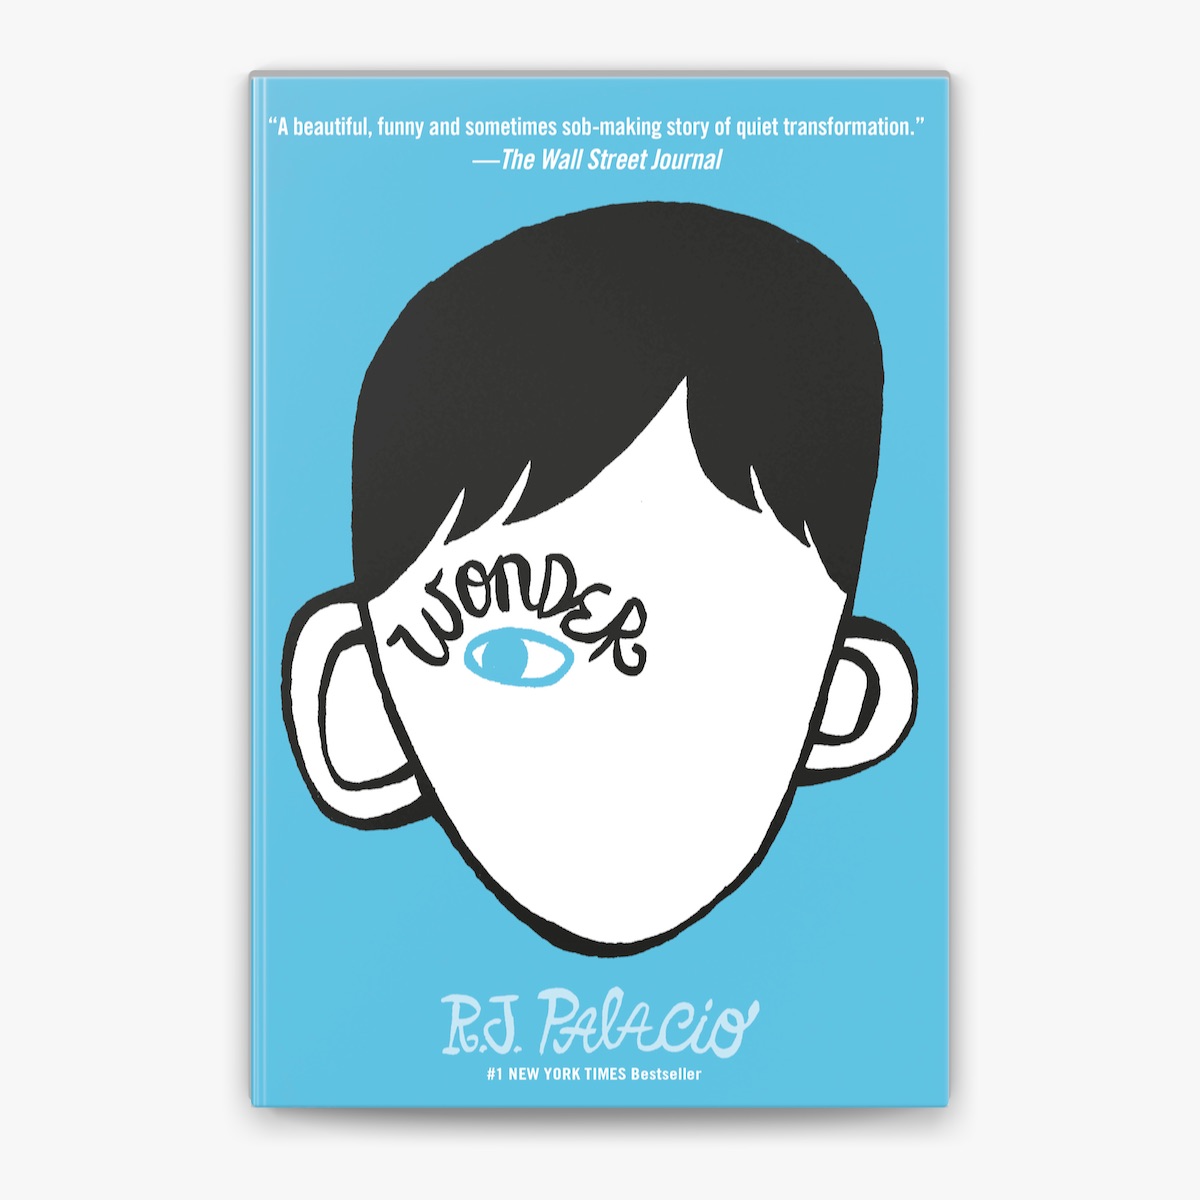 “A beautiful, funny and sometimes sob-making story of quiet transformation.”
—The Wall Street Journal
WONDER
R.J. PALACIO
#1 NEW YORK TIMES Bestseller